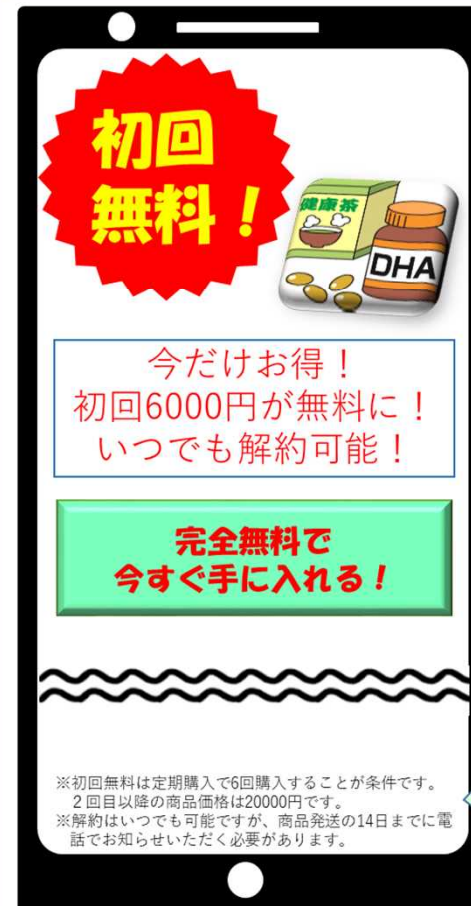 初回
無料！
健康茶
DHA
今だけお得！
初回6000円が無料に！
いつでも解約可能！
完全無料で
今すぐ手に入れる！
※初回無料は定期購入で6回購入することが条件です。
２回目以降の商品価格は20000円です。
※解約はいつでも可能ですが、商品発送の14日までに電
話でお知らせいただく必要があります。